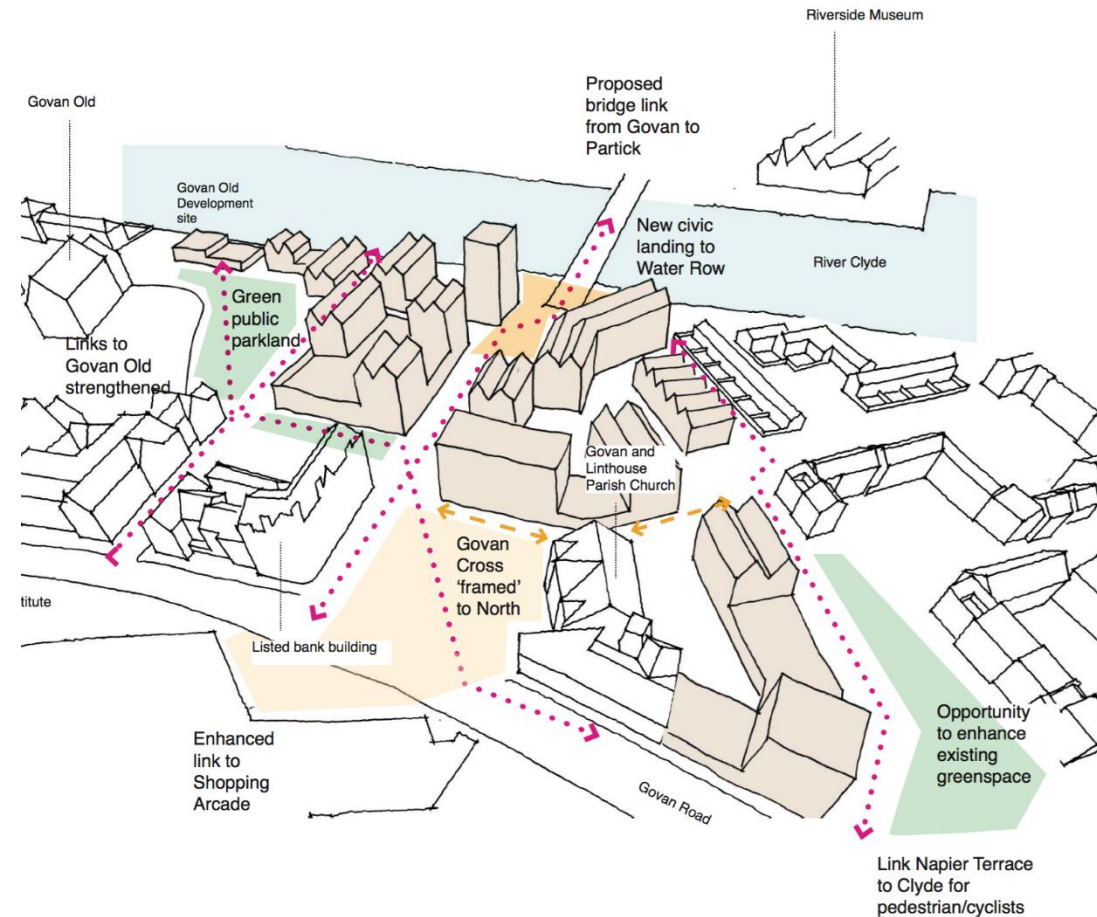 Riverside Museum
Proposed
bridge link
from Govan to
Partick
Govan Old
Govan Old
Development
site
New civic
landing to
Water Row
River Clyde
Green
public
parkland
Links to
Govan Old
strengthened
Govan and
Linthouse
Parish Church
Govan
Cross
‘framed’
to North
titute
Listed bank building
Enhanced
link to
Shopping
Arcade
Govan Road
Opportunity
to enhance
existing
greenspace
Link Napier Terrace
to Clyde for
pedestrian/cyclists